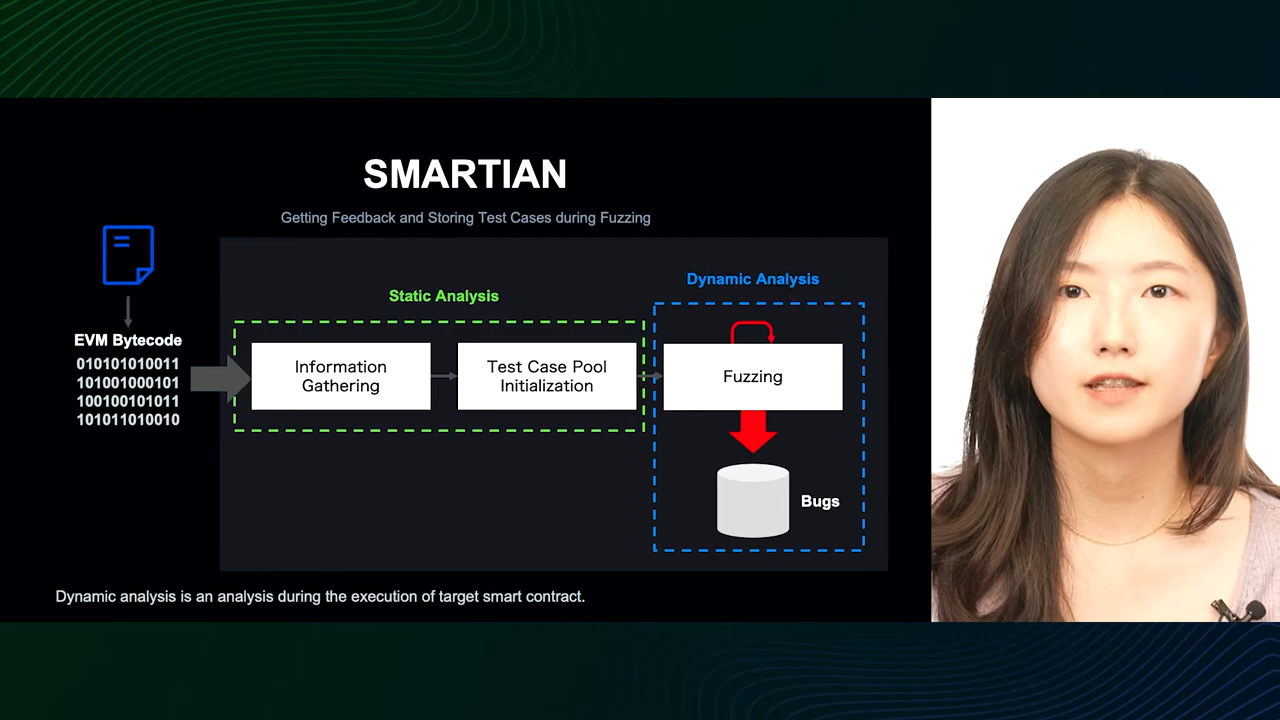 SMARTIAN
Getting Feedback and Storing Test Cases during Fuzzing
Dynamic Analysis
Static Analysis
EVM Bytecode
010101010011
101001000101
100100101011
101011010010
Information
Gathering
Test Case Pool
Initialization
Fuzzing
Bugs
Dynamic analysis is an analysis during the execution of target smart contract.